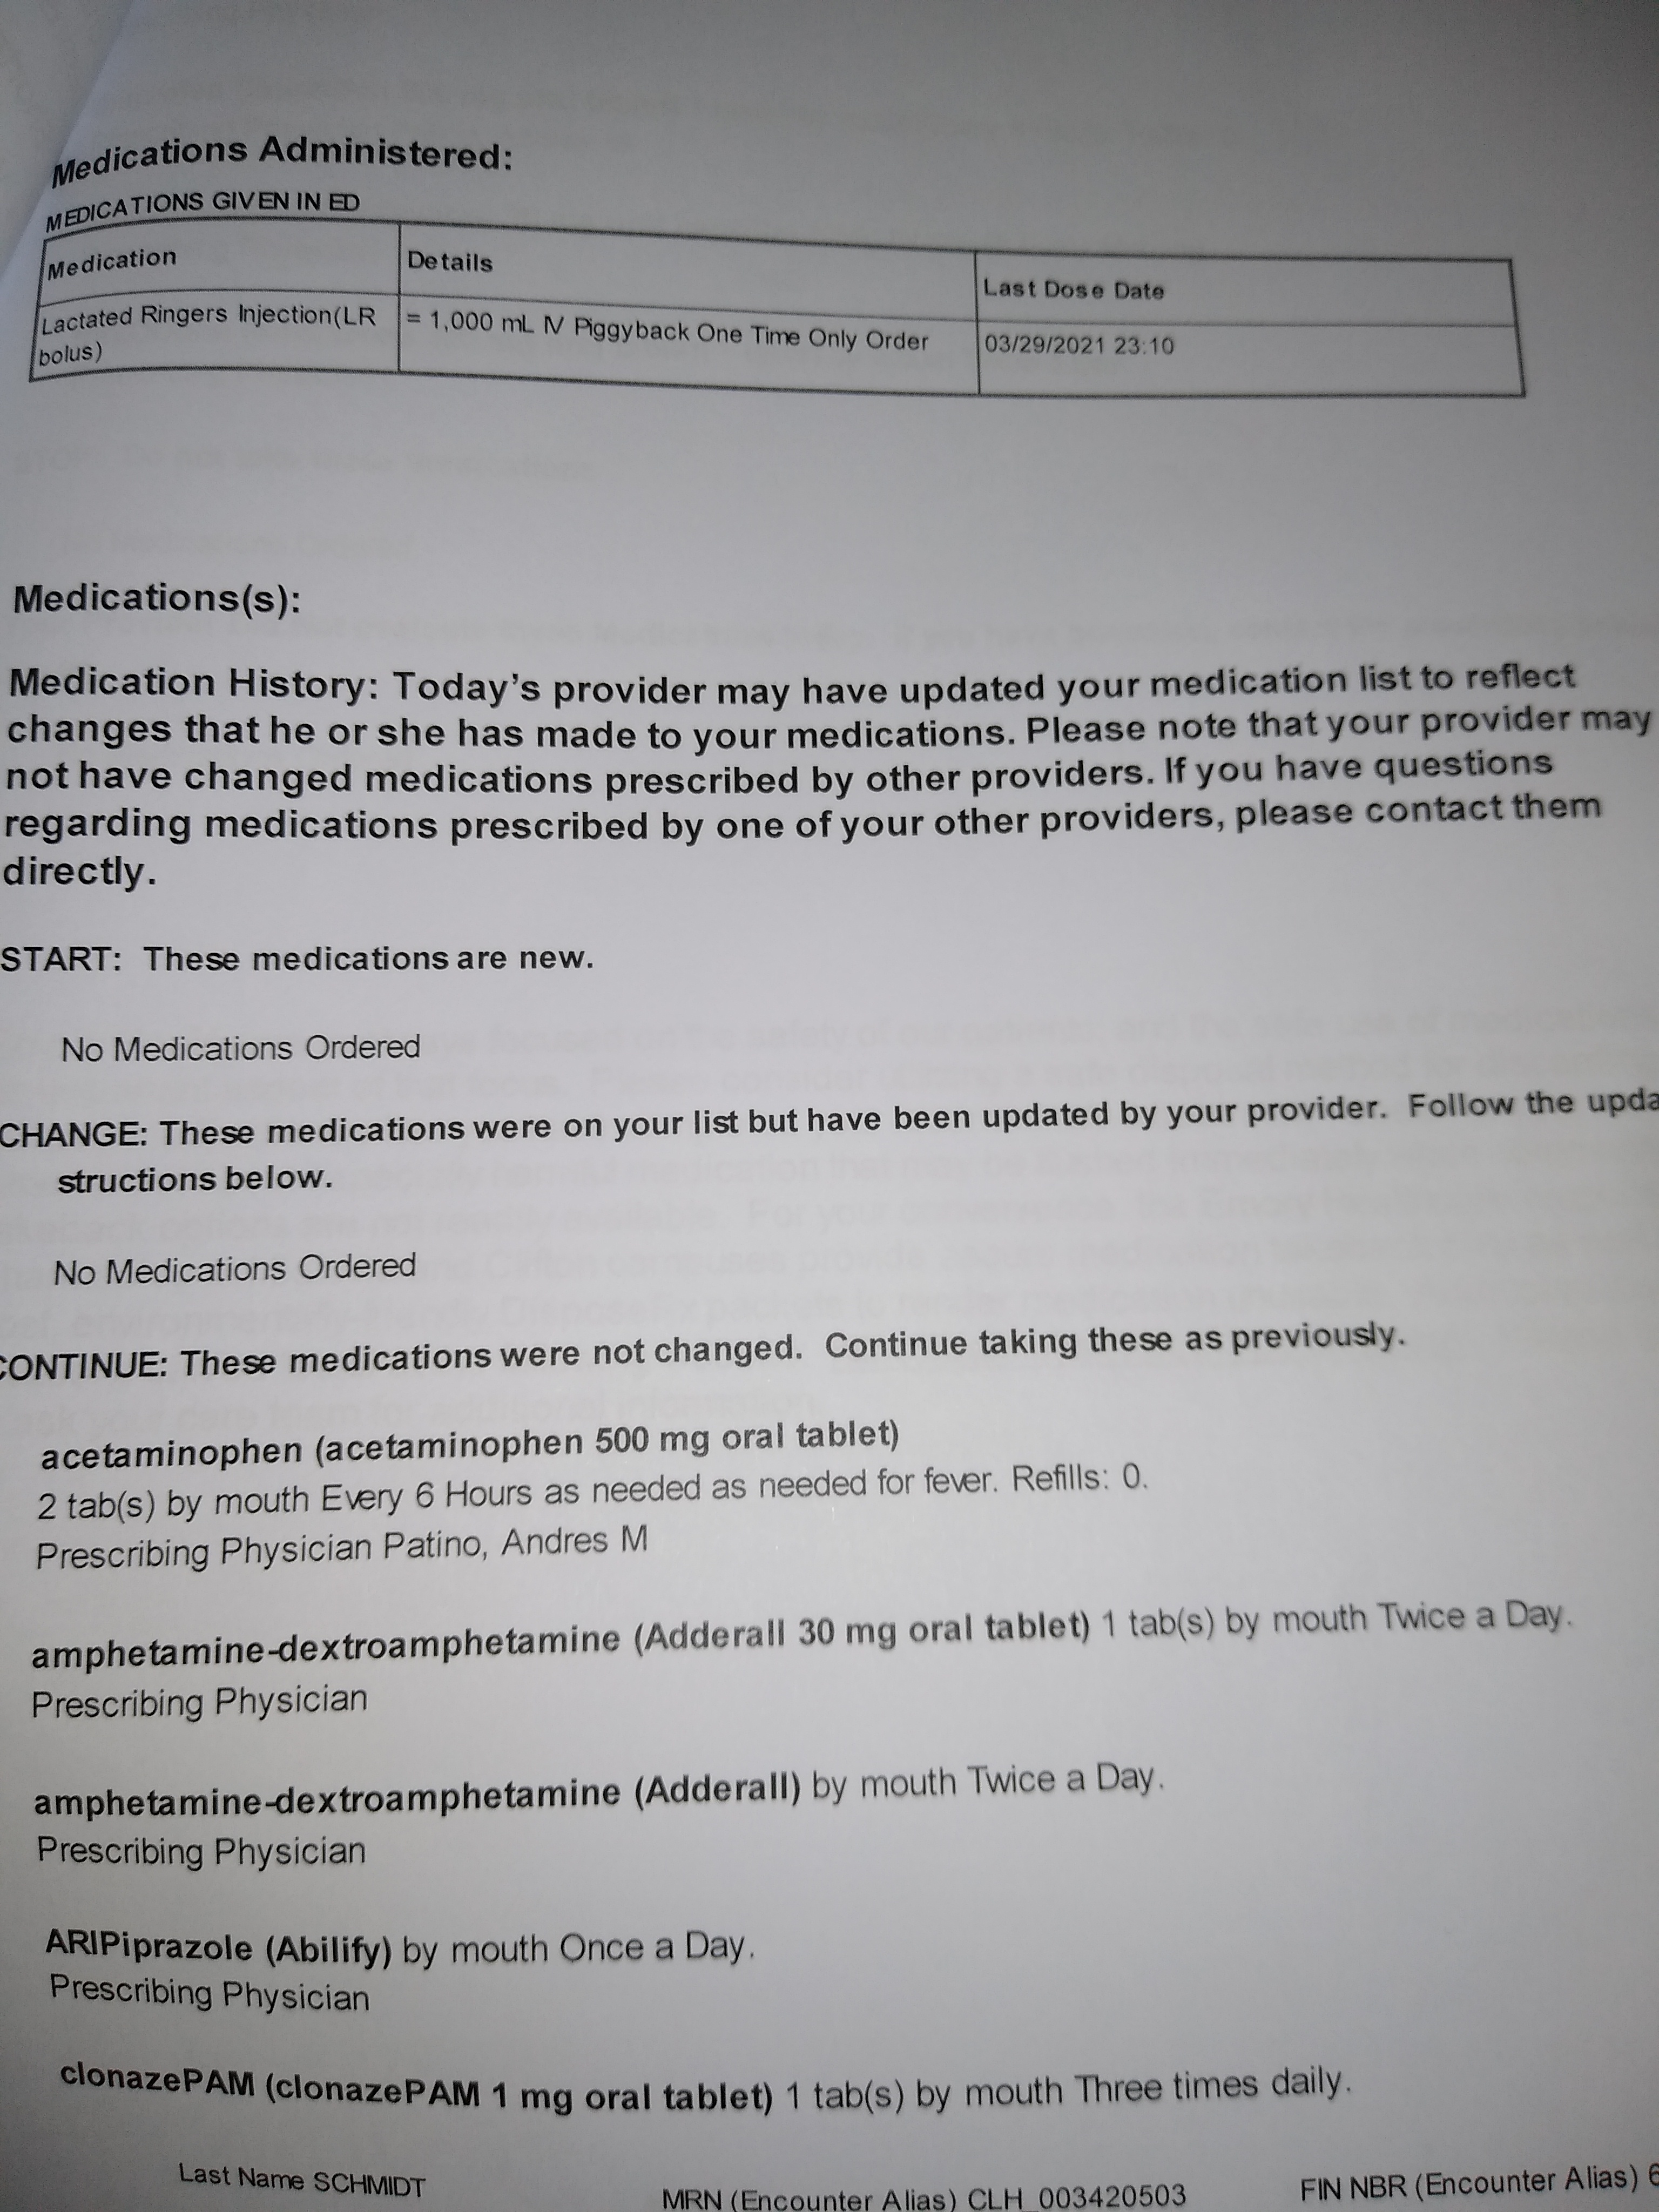 Medications Administered:
MEDICATIONS GIVEN IN ED
Medication Details Last Dose Date
Lactated Ringers Injection(LR bolus) = 1,000 mL IV Piggyback One Time Only Order 03/29/2021 23:10
Medications(s):
Medication History: Today's provider may have updated your medication list to reflect
changes that he or she has made to your medications. Please note that your provider may
not have changed medications prescribed by other providers. If you have questions
regarding medications prescribed by one of your other providers, please contact them
directly.
START: These medications are new.
No Medications Ordered
CHANGE: These medications were on your list but have been updated by your provider. Follow the upda
structions below.
No Medications Ordered
CONTINUE: These medications were not changed. Continue taking these as previously.
acetaminophen (acetaminophen 500 mg oral tablet)
2 tab(s) by mouth Every 6 Hours as needed as needed for fever. Refills: 0.
Prescribing Physician Patino, Andres M
amphetamine-dextroamphetamine (Adderall 30 mg oral tablet) 1 tab(s) by mouth Twice a Day.
Prescribing Physician
amphetamine-dextroamphetamine (Adderall) by mouth Twice a Day.
Prescribing Physician
ARIPiprazole (Abilify) by mouth Once a Day.
Prescribing Physician
clonazePAM (clonazePAM 1 mg oral tablet) 1 tab(s) by mouth Three times daily.
Last Name SCHMIDT MRN (Encounter Alias) CLH_003420503 FIN NBR (Encounter Alias) 6